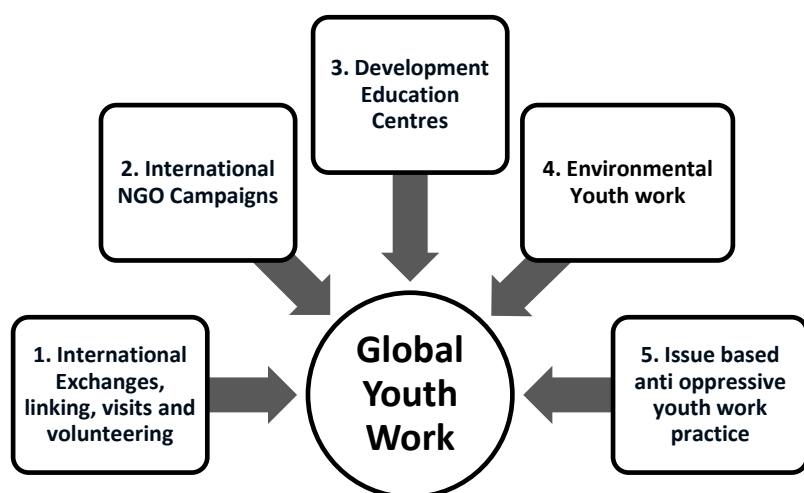 1. International
Exchanges,
linking, visits and
volunteering
2. International
NGO Campaigns
3. Development
Education
Centres
4. Environmental
Youth work
5. Issue based
anti oppressive
youth work
practice
Global
Youth
Work